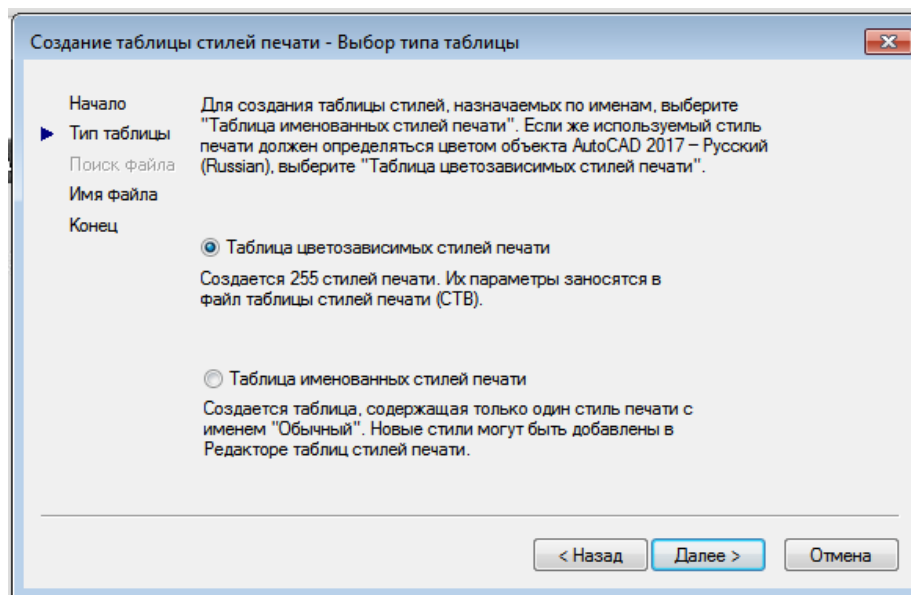 Создание таблицы стилей печати - Выбор типа таблицы
Начало
Тип таблицы
Поиск файла
Имя файла
Конец
Для создания таблицы стилей, назначаемых по именам, выберите
"Таблица именованных стилей печати". Если же используемый стиль
печати должен определяться цветом объекта AutoCAD 2017 – Русский
(Russian), выберите "Таблица цветозависимых стилей печати".
Таблица цветозависимых стилей печати
Создается 255 стилей печати. Их параметры заносятся в
файл таблицы стилей печати (CTB).
Таблица именованных стилей печати
Создается таблица, содержащая только один стиль печати с
именем "Обычный". Новые стили могут быть добавлены в
Редакторе таблиц стилей печати.
< Назад
Далее >
Отмена